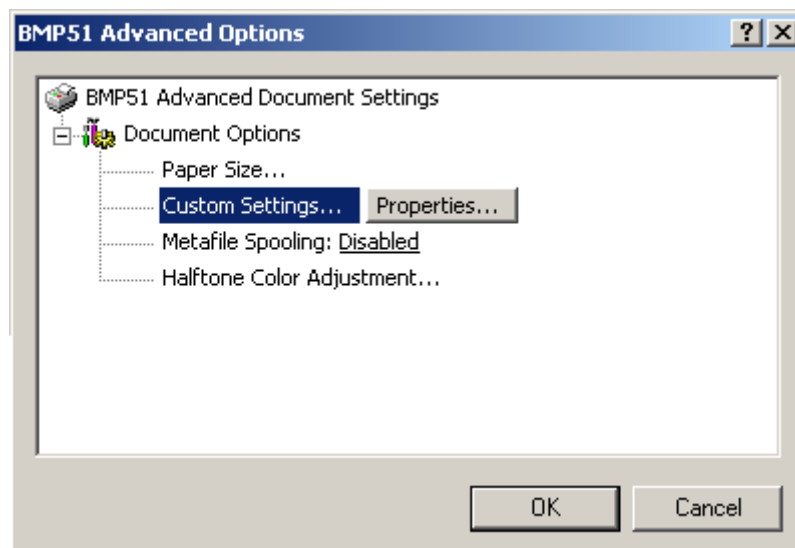 BMP51 Advanced Options
BMP51 Advanced Document Settings
Document Options
Paper Size...
Custom Settings... Properties...
Metafile Spooling: Disabled
Halftone Color Adjustment...
OK Cancel